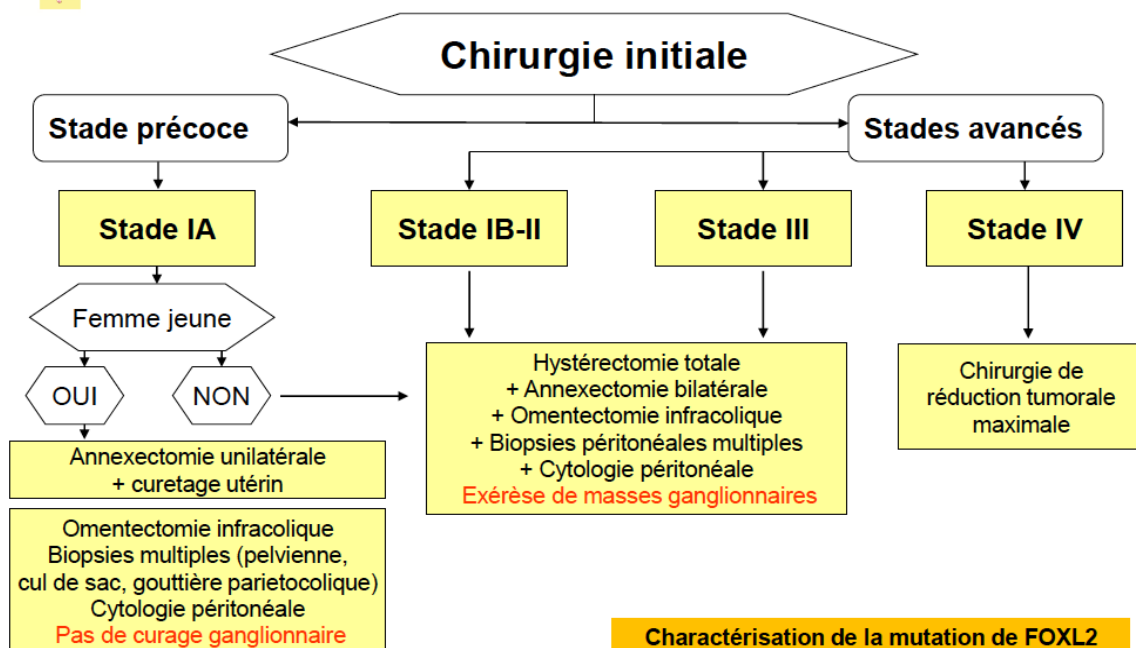 Chirurgie initiale
Stade précoce
Stades avancés
Stade IA
Stade IB-II
Stade III
Stade IV
Femme jeune
OUI
NON
Annexectomie unilatérale
+ curetage utérin
Omentectomie infracolique
Biopsies multiples (pelvienne,
cul de sac, gouttière parietocolique)
Cytologie péritonéale
Pas de curage ganglionnaire
Hystérectomie totale
+ Annexectomie bilatérale
+ Omentectomie infracolique
+ Biopsies péritonéales multiples
+ Cytologie péritonéale
Exérèse de masses ganglionnaires
Chirurgie de
réduction tumorale
maximale
Charactérisation de la mutation de FOXL2